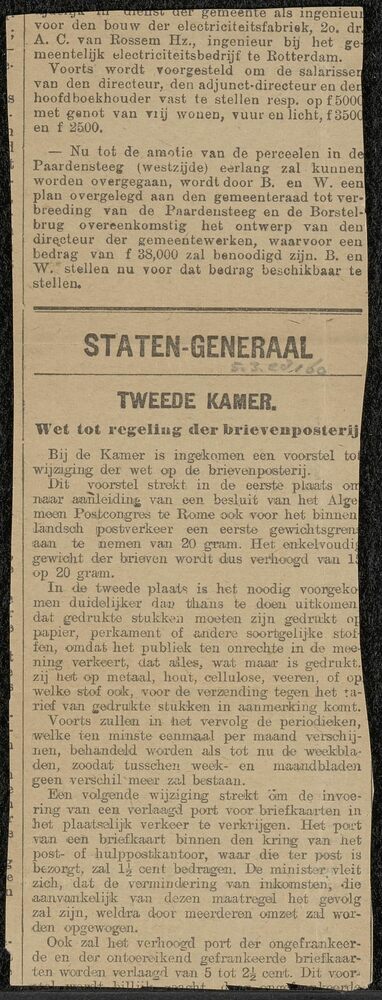 in dienst der gemeente als ingenieur
voor den bouw der electriciteitsfabriek, 2o. dr.
A. C. van Rossem Hz., ingenieur bij het ge-
meentelijk electriciteitsbedrijf te Rotterdam.
Voorts wordt voorgesteld om de salarissen
van den directeur, den adjunct-directeur en den
hoofdboekhouder vast te stellen resp. op f 5000
met genot van vrij wonen, vuur en licht, f 3500
en f 2500.
— Nu tot de amotie van de perceelen in de
Paardensteeg (westzijde) eerlang zal kunnen
worden overgegaan, wordt door B. en W. een
plan overgelegd aan den gemeenteraad tot ver-
breeding van de Paardensteeg en de Borstel-
brug overeenkomstig het ontwerp van den
directeur der gemeentewerken, waarvoor een
bedrag van f 38,000 zal benoodigd zijn. B. en
W. stellen nu voor dat bedrag beschikbaar te
stellen.
STATEN-GENERAAL
TWEEDE KAMER.
Wet tot regeling der brievenposterij
Bij de Kamer is ingekomen een voorstel tot
wijziging der wet op de brievenposterij.
Dit voorstel strekt in de eerste plaats om
naar aanleiding van een besluit van het Alge
meen Postcongres te Rome ook voor het binnen
landsch postverkeer een eerste gewichtsgrens
aan te nemen van 20 gram. Het enkelvoudig
gewicht der brieven wordt dus verhoogd van 15
op 20 gram.
In de tweede plaats is het noodig voorgeko-
men duidelijker dan thans te doen uitkomen
dat gedrukte stukken moeten zijn gedrukt op
papier, perkament of andere soortgelijke stof-
fen, omdat het publiek ten onrechte in de mee-
ning verkeert, dat alles, wat maar is gedrukt,
zij het op metaal, hout, cellulose, veeren, of op
welke stof ook, voor de verzending tegen het ta-
rief van gedrukte stukken in aanmerking komt.
Voorts zullen in het vervolg de periodieken,
welke ten minste eenmaal per maand verschij-
nen, behandeld worden als tot nu de weekbla-
den, zoodat tusschen week- en maandbladen
geen verschil meer zal bestaan.
Een volgende wijziging strekt om de invoe-
ring van een verlaagd port voor briefkaarten in
het plaatselijk verkeer te verkrijgen. Het port
van een briefkaart binnen den kring van het
post- of hulppostkantoor, waar die ter post is
bezorgt, zal 1½ cent bedragen. De minister vleit
zich, dat de vermindering van inkomsten, die
aanvankelijk van dezen maatregel het gevolg
zal zijn, weldra door meerderen omzet zal wor-
den opgewogen.
Ook zal het verhoogd port der ongefrankeer-
de en der ontoereikend gefrankeerde briefkaar-
ten worden verlaagd van 5 tot 2½ cent. Dit voor-